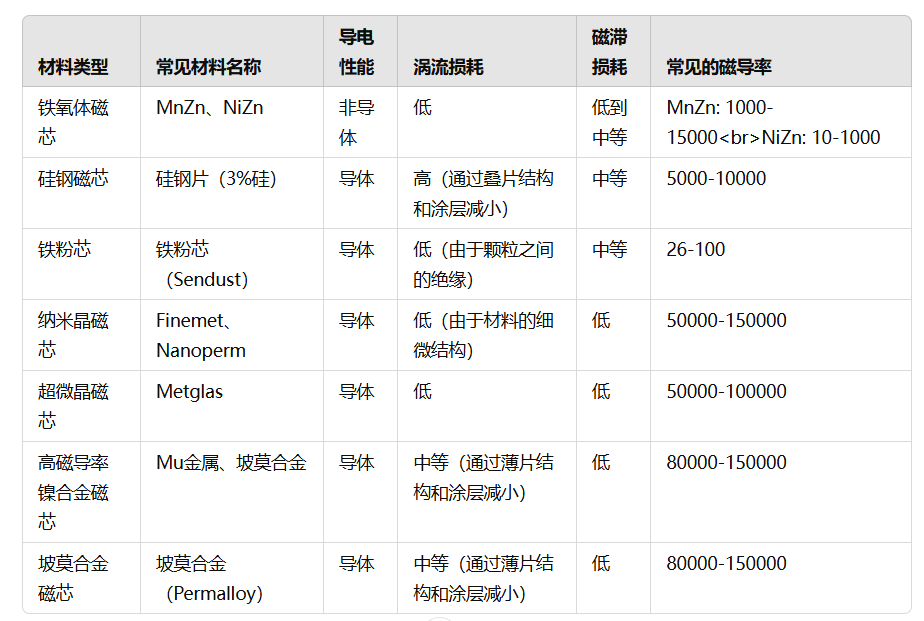 材料类型 常见材料名称 导电性能 涡流损耗 磁滞损耗 常见的磁导率
铁氧体磁芯 MnZn、NiZn 非导体 低 低到中等 MnZn: 1000-15000<br>NiZn: 10-1000
硅钢磁芯 硅钢片（3%硅） 导体 高（通过叠片结构和涂层减小） 中等 5000-10000
铁粉芯 铁粉芯（Sendust） 导体 低（由于颗粒之间的绝缘） 中等 26-100
纳米晶磁芯 Finemet、Nanoperm 导体 低（由于材料的细微结构） 低 50000-150000
超微晶磁芯 Metglas 导体 低 低 50000-100000
高磁导率镍合金磁芯 Mu金属、坡莫合金 导体 中等（通过薄片结构和涂层减小） 低 80000-150000
坡莫合金磁芯 坡莫合金（Permalloy） 导体 中等（通过薄片结构和涂层减小） 低 80000-150000